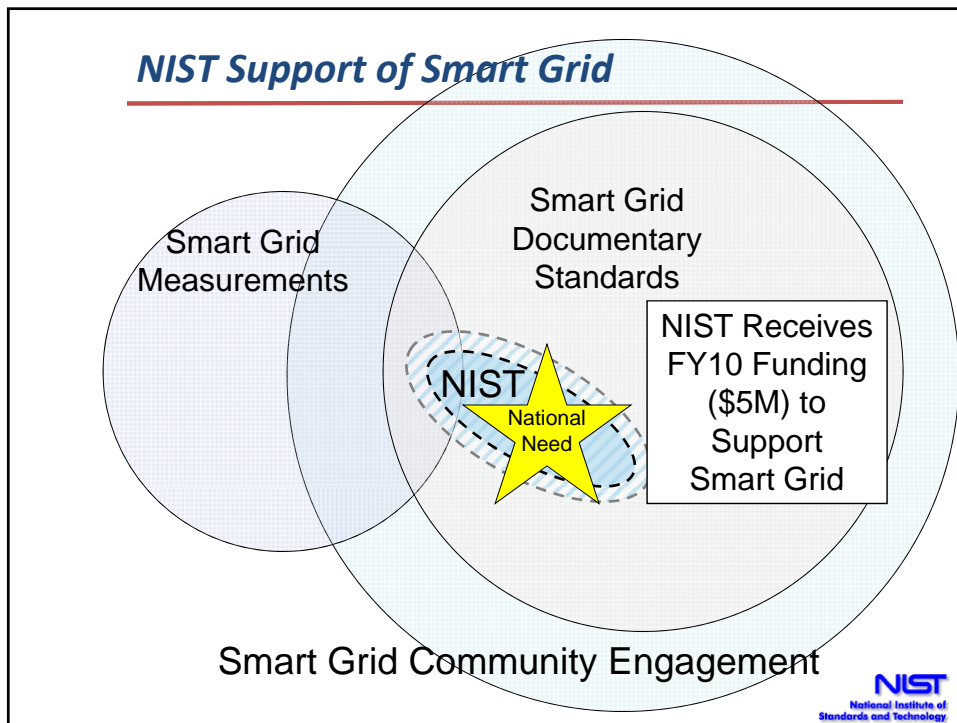 NIST Support of Smart Grid
Smart Grid
Measurements
Smart Grid
Documentary
Standards
NIST Receives
FY10 Funding
($5M) to
Support
Smart Grid
NIST
National
Need
Smart Grid Community Engagement
NIST
National Institute of
Standards and Technology